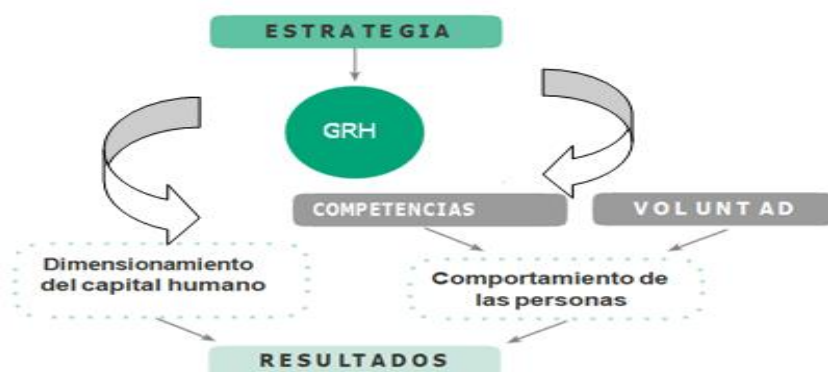 ESTRATEGIA
GRH
COMPETENCIAS
VOLUNTAD
Dimensionamiento
del capital humano
Comportamiento de
las personas
RESULTADOS